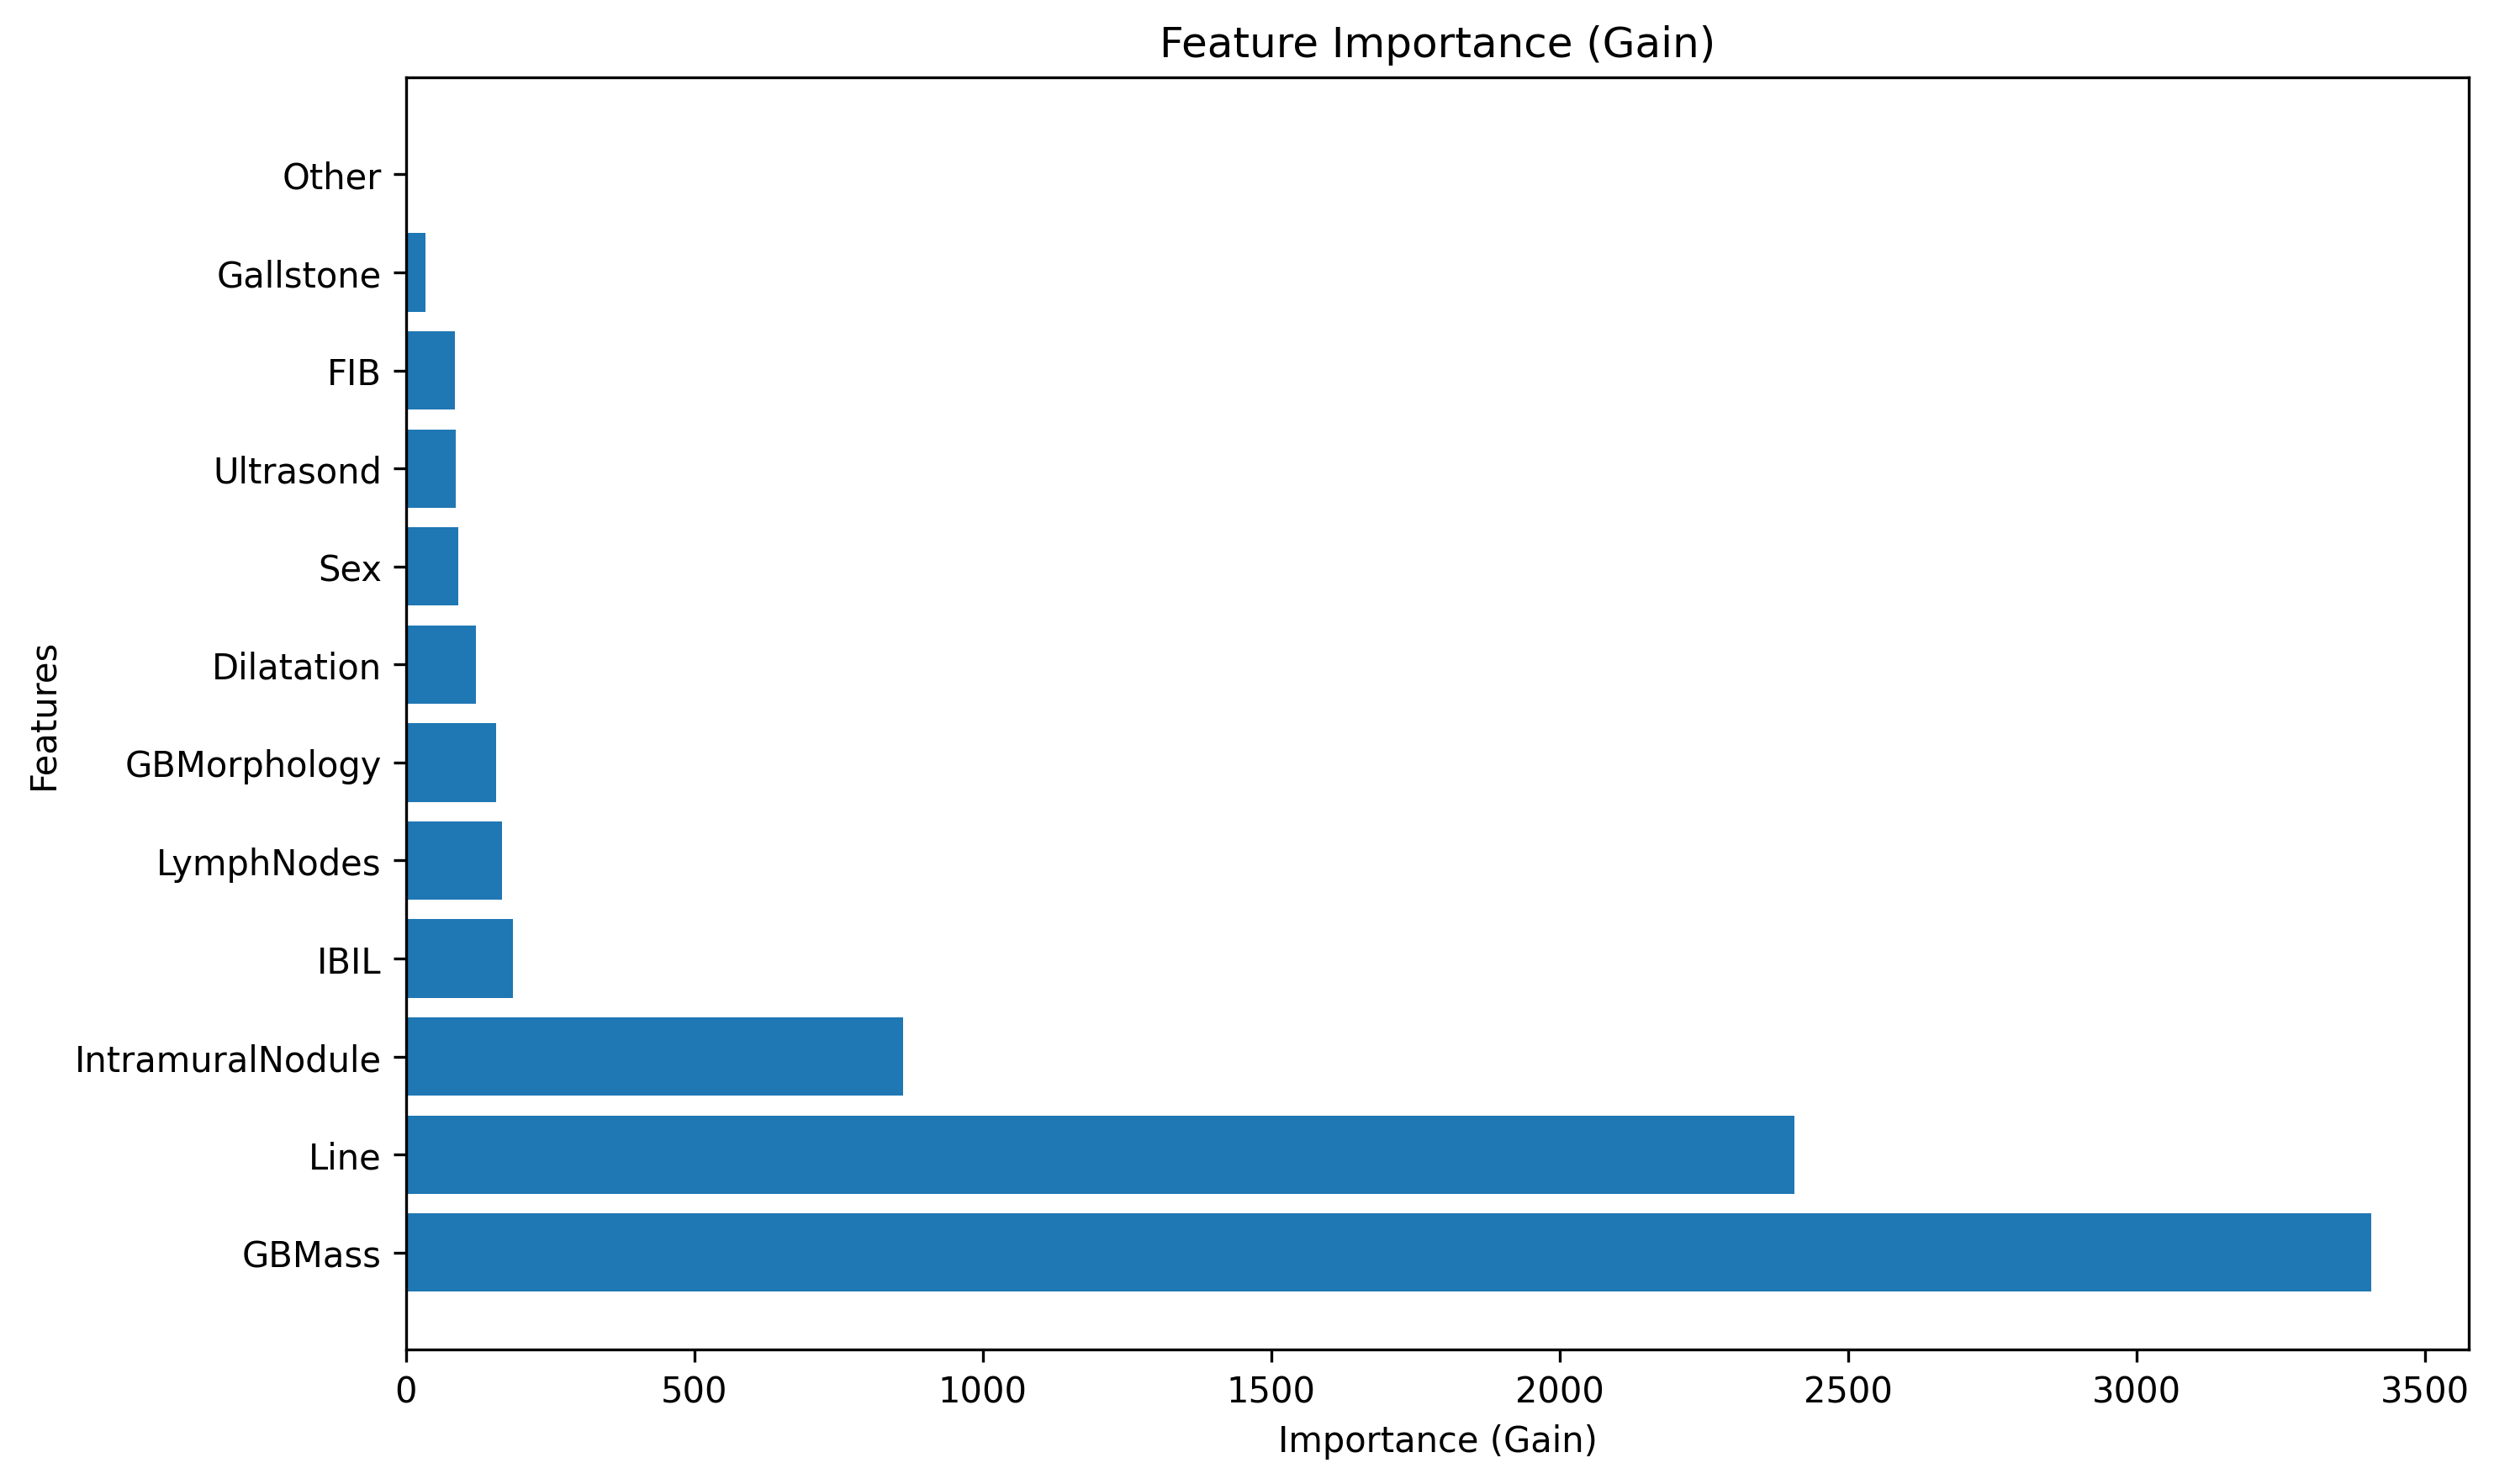 Feature Importance (Gain)
Other
Gallstone
FIB
Ultrasond
Sex
Dilatation
GBMorphology
LymphNodes
IBIL
IntramuralNodule
Line
GBMass
Features
0 500 1000 1500 2000 2500 3000 3500
Importance (Gain)